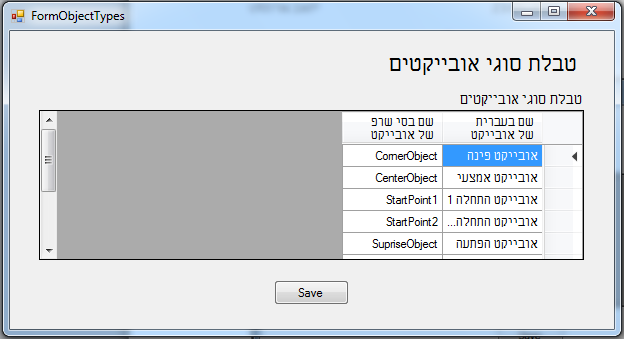 FormObjectTypes
טבלת סוגי אובייקטים
טבלת סוגי אובייקטים
שם בעברית של אובייקט
שם בסי שרפ של אובייקט
אובייקט פינה CornerObject
אובייקט אמצעי CenterObject
אובייקט התחלה 1 StartPoint1
אובייקט התחלה... StartPoint2
אובייקט הפתעה SupriseObject
Save